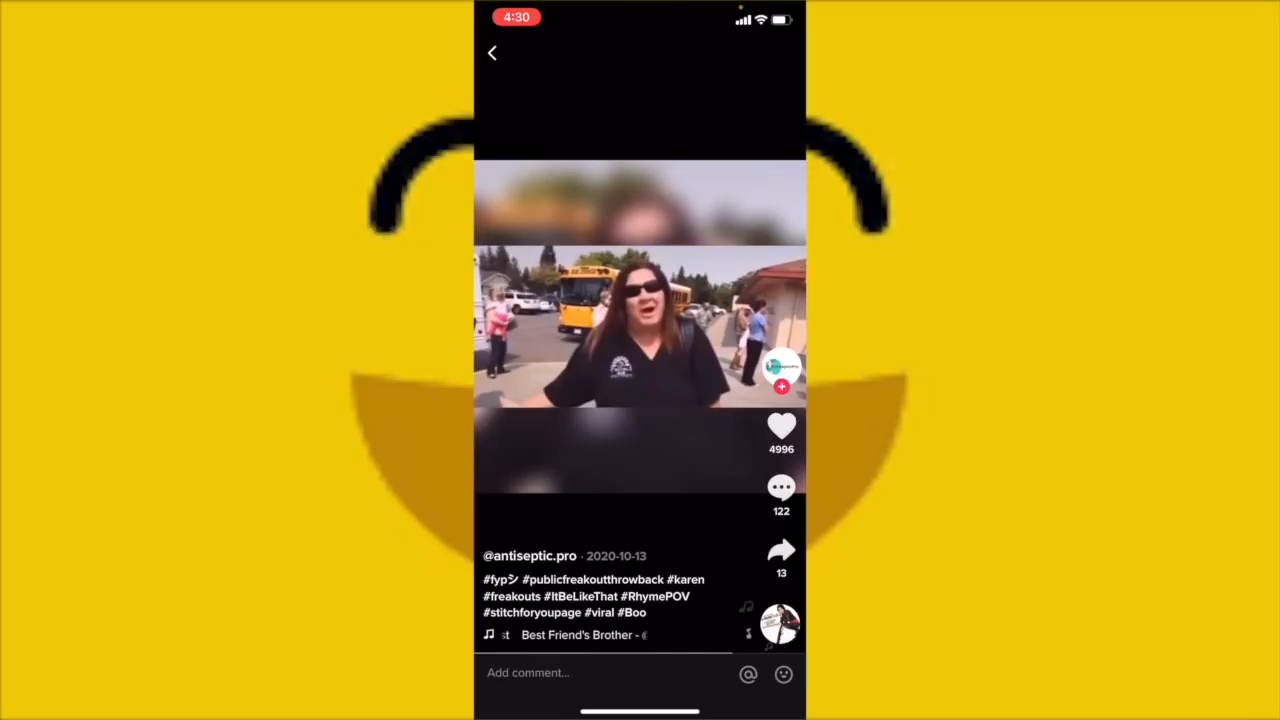 4:30
4996
122
@antiseptic.pro · 2020-10-13
13
#fypシ #publicfreakoutthrowback #karen
#freakouts #ItBeLikeThat #RhymePOV
#stitchforyoupage #viral #Boo
st Best Friend's Brother -
Add comment...